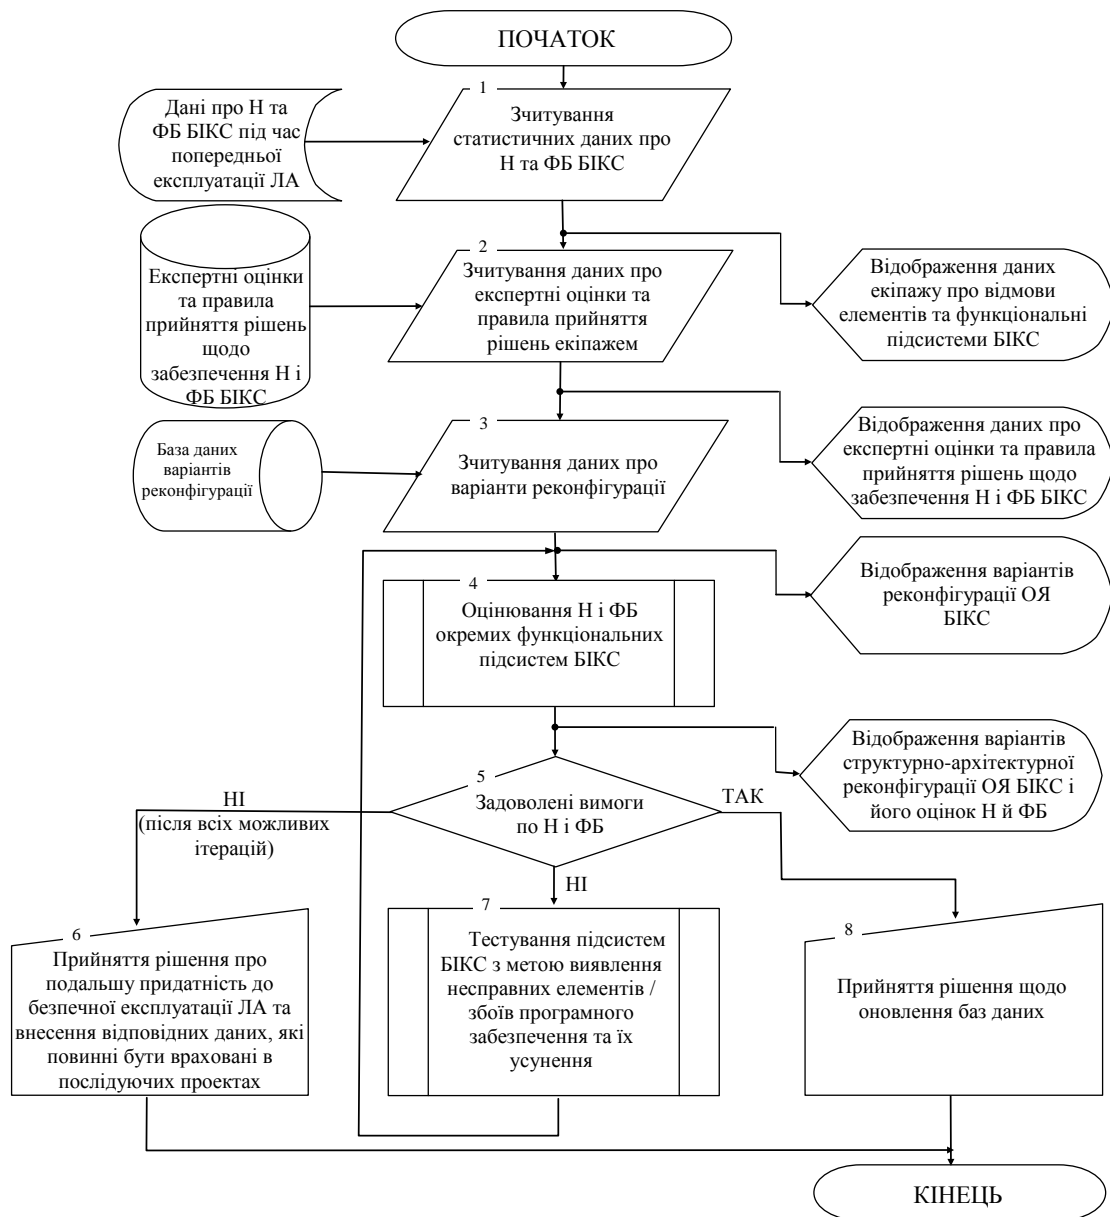 ПОЧАТОК
1
Зчитування
статистичних даних про
Н та ФБ БІКС
Дані про Н та
ФБ БІКС під час
попередньої
експлуатації ЛА
2
Зчитування даних про
експертні оцінки та
правила прийняття
рішень екіпажем
Експертні оцінки
та правила
прийняття рішень
щодо
забезпечення Н і
ФБ БІКС
Відображення даних
екіпажу про відмови
елементів та функціональні
підсистеми БІКС
3
Зчитування даних про
варіанти реконфігурації
База даних
варіантів
реконфігурації
Відображення даних про
експертні оцінки та правила
прийняття рішень щодо
забезпечення Н і ФБ БІКС
4
Оцінювання Н і ФБ
окремих функціональних
підсистем БІКС
Відображення варіантів
реконфігурації ОЯ
БІКС
Відображення варіантів
структурно-архітектурної
реконфігурації ОЯ БІКС і
його оцінок Н й ФБ
5
Задоволені вимоги
по Н і ФБ
НІ
(після всіх можливих
ітерацій)
ТАК
НІ
6
Прийняття рішення про
подальшу придатність до
безпечної експлуатації ЛА та
внесення відповідних даних, які
повинні бути враховані в
послідуючих проектах
7
Тестування підсистем
БІКС з метою виявлення
несправних елементів /
збоїв програмного
забезпечення та їх
усунення
8
Прийняття рішення щодо
оновлення баз даних
КІНЕЦЬ